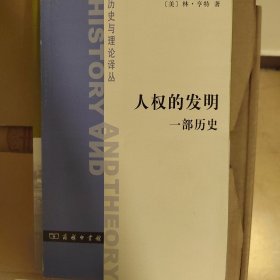 [美] 林·亨特 著
人权的发明
一部历史
历史与理论译丛
HISTORY AND
AND THEORY
商务印书馆